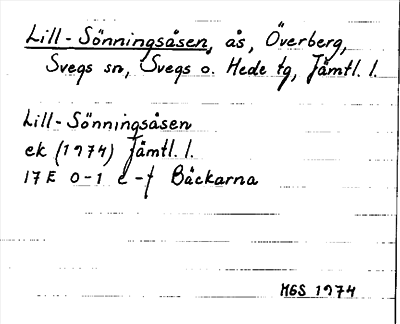 Lill-Sönningsåsen, ås, Överberg,
Svegs sn, Svegs o. Hede tg, Jämtl. l.
Lill-Sönningsåsen
ek (1974) Jämtl. l.
17E 0-1 e-f Bäckarna
MGS 1974